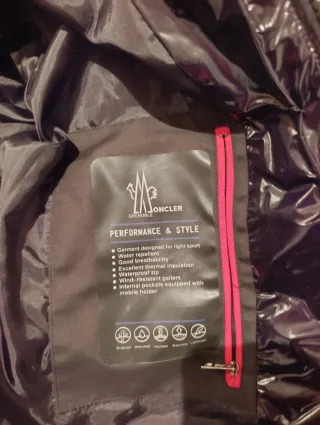 MONCLER
GRENOBLE
PERFORMANCE & STYLE
Garment designed for light sport
Water repellent
Good breathability
Excellent thermal insulation
Waterproof zip
Wind-resistant gaiters
Internal pockets equipped with
mobile holder